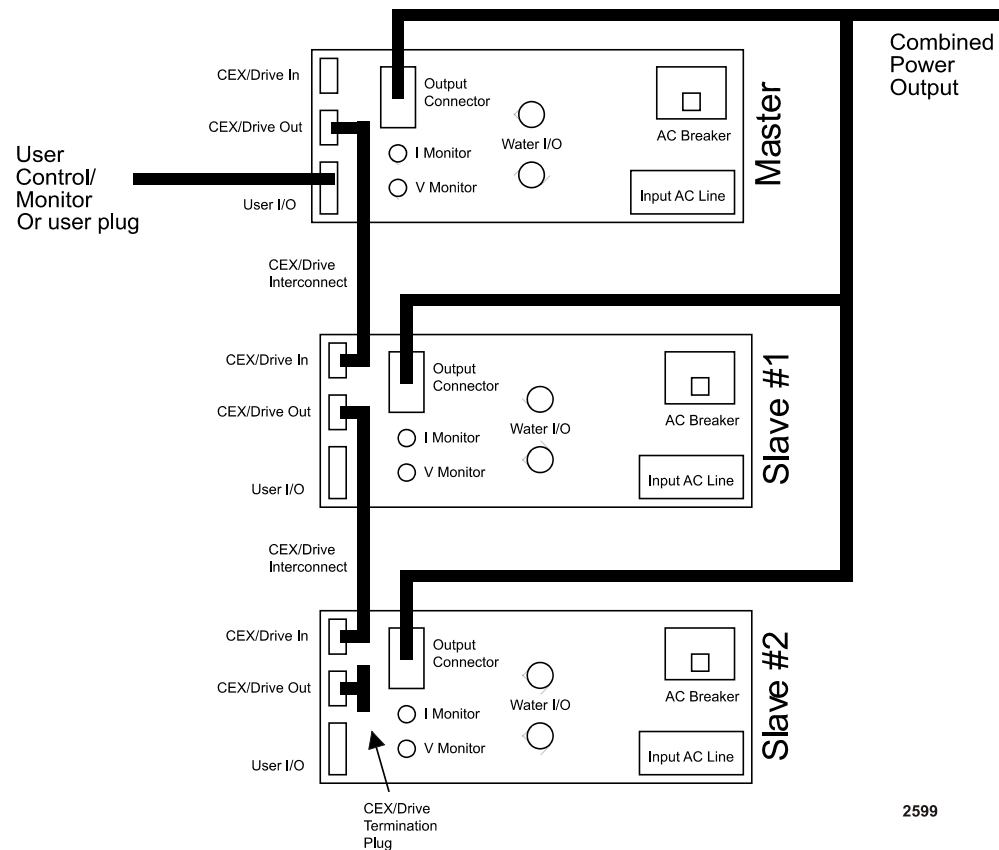 Combined
Power
Output
CEX/Drive In
Output
Connector
CEX/Drive Out
Water I/O
AC Breaker
Master
I Monitor
V Monitor
User I/O
Input AC Line
User
Control/
Monitor
Or user plug
CEX/Drive
Interconnect
CEX/Drive In
Output
Connector
CEX/Drive Out
Water I/O
AC Breaker
Slave #1
I Monitor
V Monitor
User I/O
Input AC Line
CEX/Drive
Interconnect
CEX/Drive In
Output
Connector
CEX/Drive Out
Water I/O
AC Breaker
Slave #2
I Monitor
V Monitor
User I/O
Input AC Line
CEX/Drive
Termination
Plug
2599